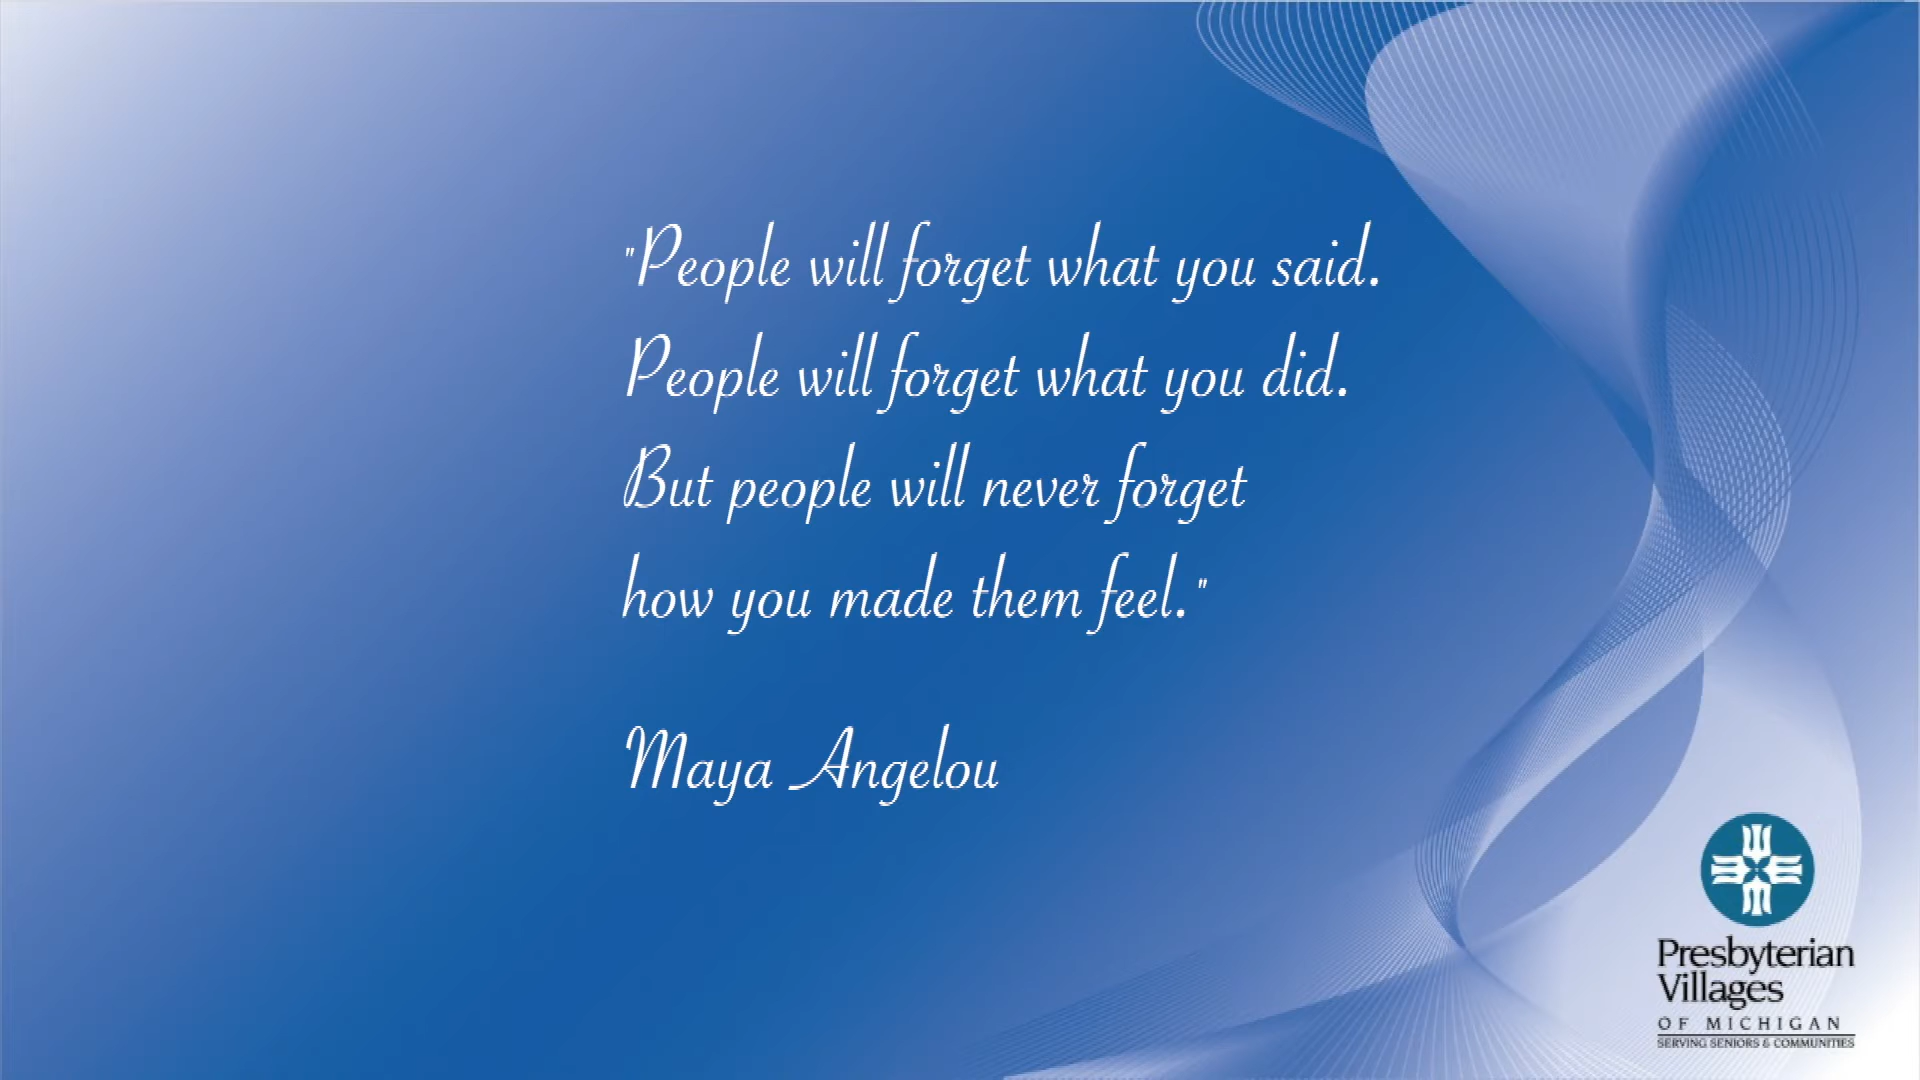 "People will forget what you said.
People will forget what you did.
But people will never forget
how you made them feel."
Maya Angelou
Presbyterian
Villages
OF MICHIGAN
SERVING SENIORS & COMMUNITIES